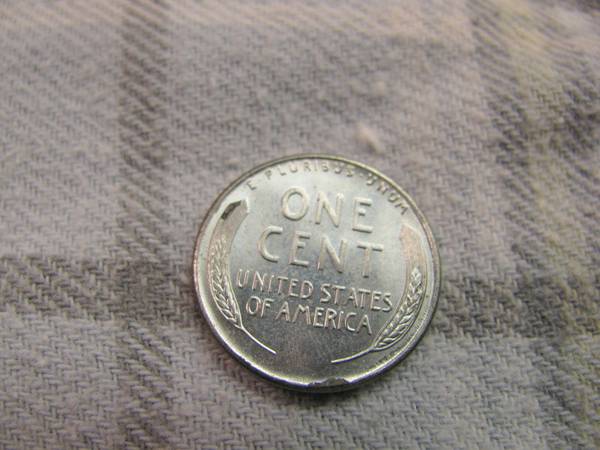 E PLURIBUS UNUM
ONE
CENT
UNITED STATES
OF AMERICA